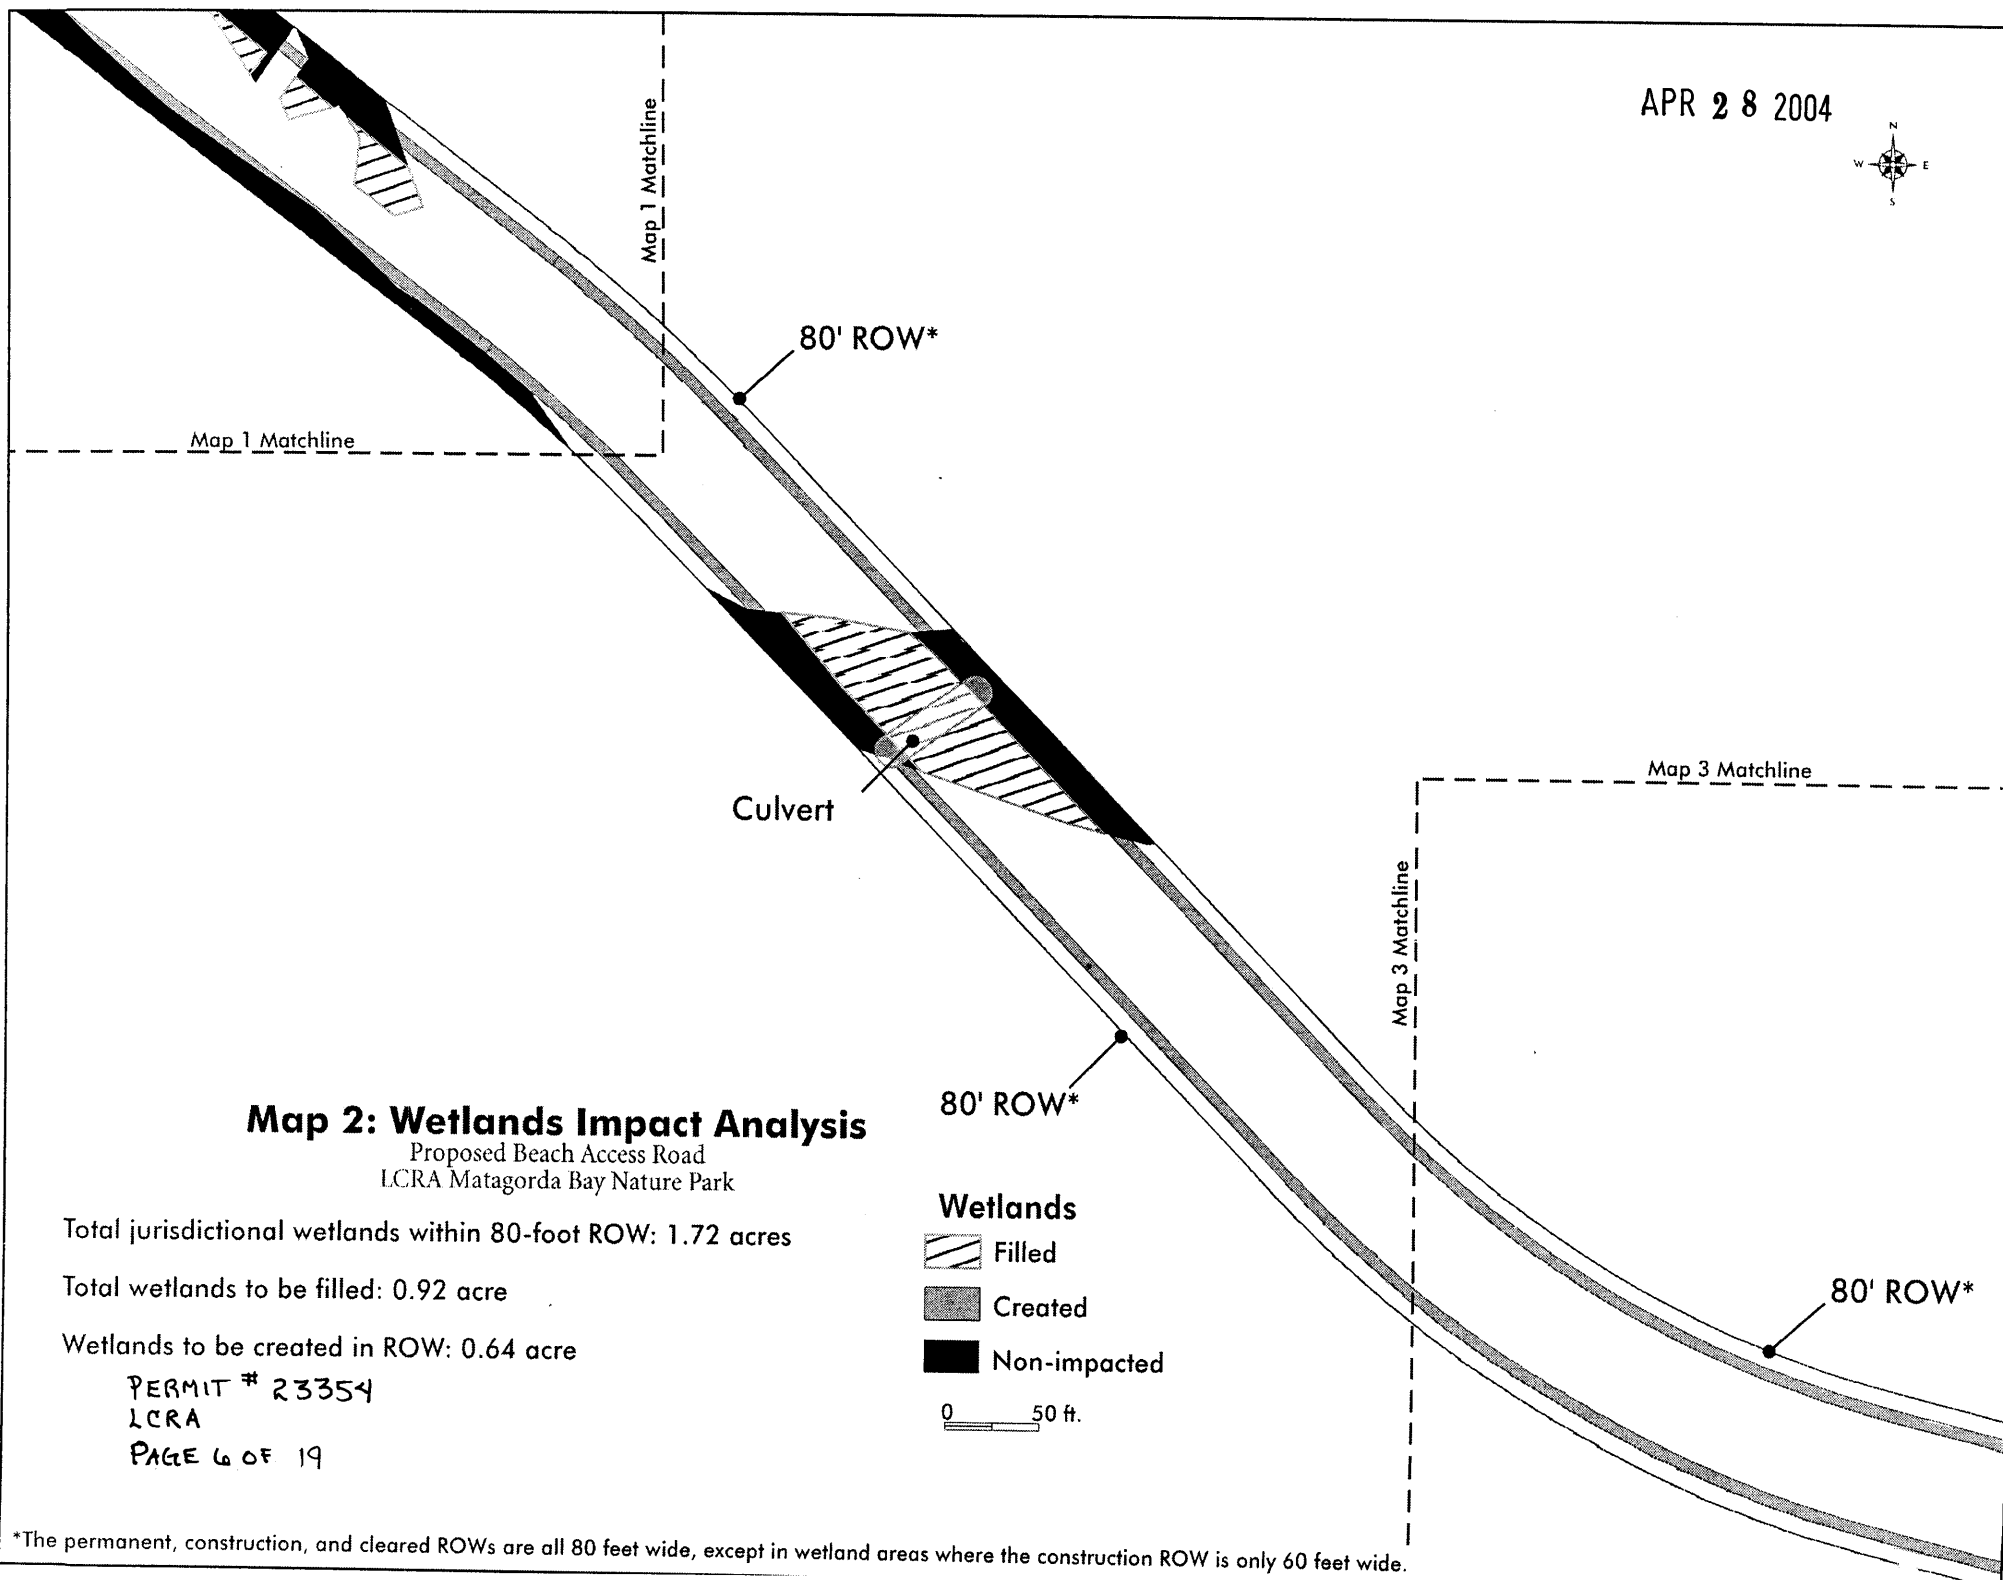 APR 28 2004
N
W E
S
Map 1 Matchline
80' ROW*
Map 1 Matchline
Map 3 Matchline
Culvert
Map 3 Matchline
80' ROW*
Map 2: Wetlands Impact Analysis
Proposed Beach Access Road
LCRA Matagorda Bay Nature Park
Total jurisdictional wetlands within 80-foot ROW: 1.72 acres
Total wetlands to be filled: 0.92 acre
Wetlands to be created in ROW: 0.64 acre
PERMIT # 23354
LCRA
PAGE 6 OF 19
Wetlands
Filled
Created
Non-impacted
0 50 ft.
80' ROW*
*The permanent, construction, and cleared ROWs are all 80 feet wide, except in wetland areas where the construction ROW is only 60 feet wide.